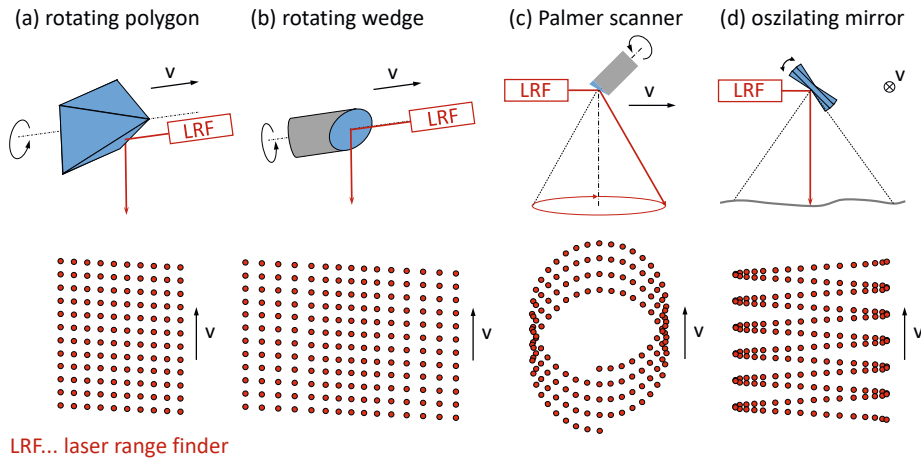 (a) rotating polygon
(b) rotating wedge
(c) Palmer scanner
(d) oszilating mirror
v
LRF
v
LRF
LRF
v
LRF
v
v
v
v
v
LRF... laser range finder